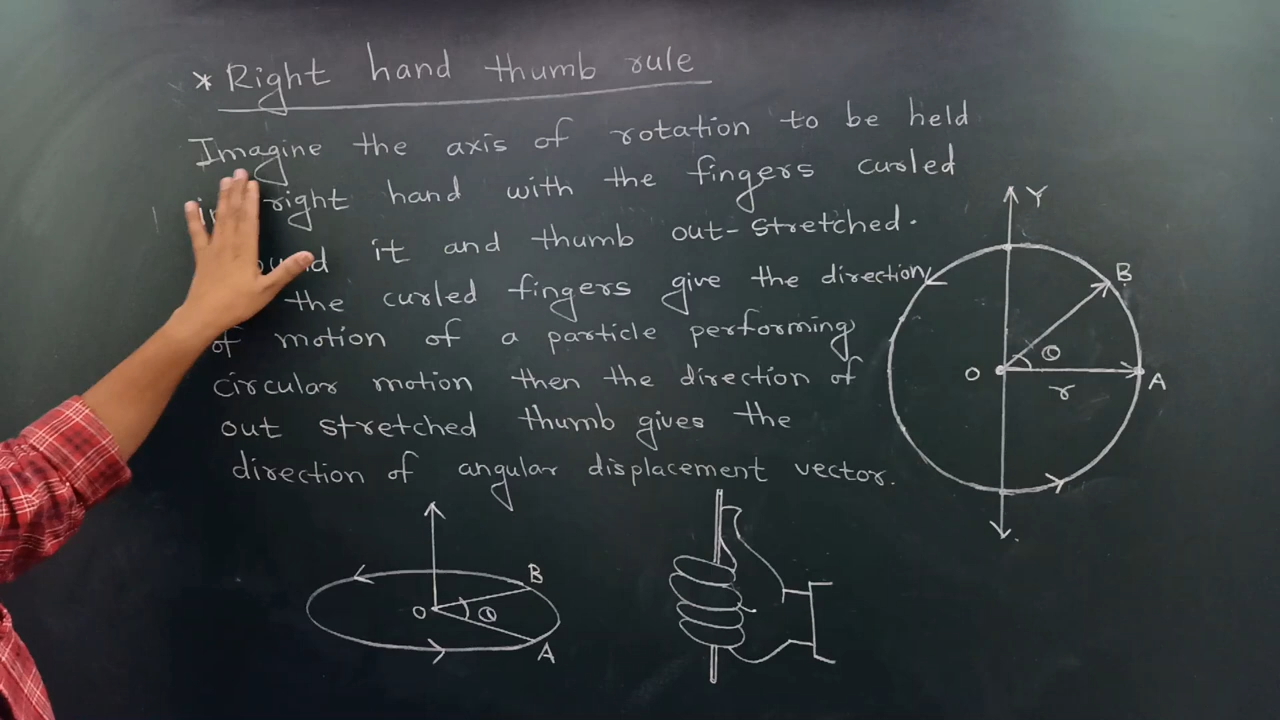 * Right hand thumb rule
Imagine the axis of rotation to be held
right hand with the fingers curled
it and thumb out-stretched.
the curled fingers give the direction
of motion of a particle performing
circular motion then the direction of
out stretched thumb gives the
direction of angular displacement vector.
Y
B
O θ
r A
B
O θ
A